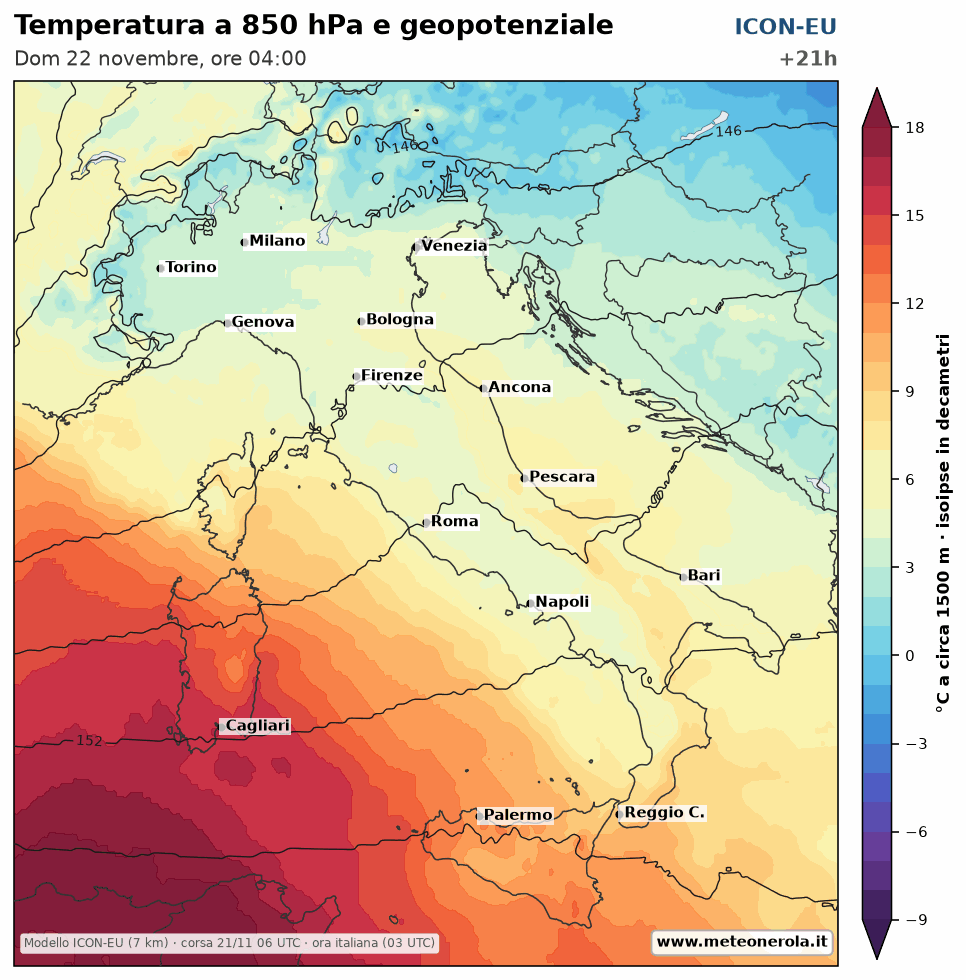 Temperatura a 850 hPa e geopotenziale
ICON-EU
Dom 22 novembre, ore 04:00
+21h
146
146
Milano
Venezia
Torino
Genova
Bologna
Firenze
Ancona
Pescara
Roma
Bari
Napoli
Cagliari
152
Palermo
Reggio C.
Modello ICON-EU (7 km) · corsa 21/11 06 UTC · ora italiana (03 UTC)
www.meteonerola.it
18
15
12
9
6
3
0
−3
−6
−9
°C a circa 1500 m · isoipse in decametri